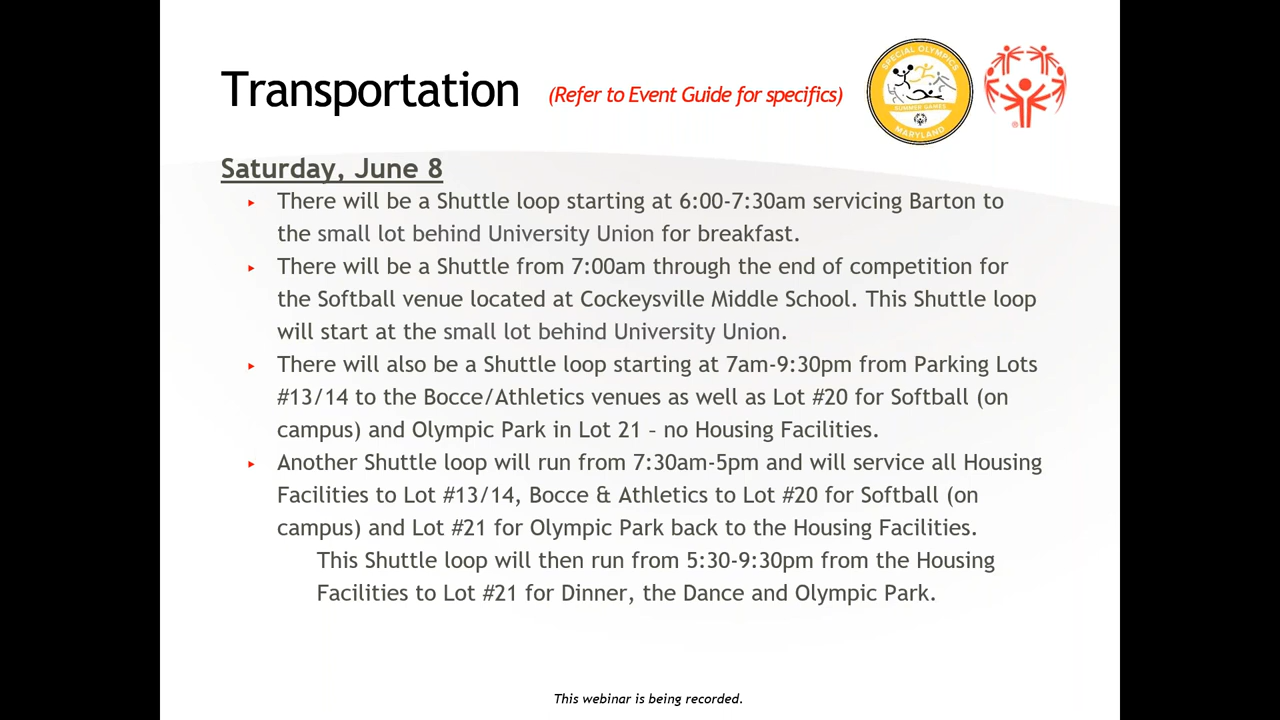 Transportation (Refer to Event Guide for specifics)
SPECIAL OLYMPICS
SUMMER GAMES
MARYLAND
Saturday, June 8
▸ There will be a Shuttle loop starting at 6:00-7:30am servicing Barton to
the small lot behind University Union for breakfast.
▸ There will be a Shuttle from 7:00am through the end of competition for
the Softball venue located at Cockeysville Middle School. This Shuttle loop
will start at the small lot behind University Union.
▸ There will also be a Shuttle loop starting at 7am-9:30pm from Parking Lots
#13/14 to the Bocce/Athletics venues as well as Lot #20 for Softball (on
campus) and Olympic Park in Lot 21 – no Housing Facilities.
▸ Another Shuttle loop will run from 7:30am-5pm and will service all Housing
Facilities to Lot #13/14, Bocce & Athletics to Lot #20 for Softball (on
campus) and Lot #21 for Olympic Park back to the Housing Facilities.
This Shuttle loop will then run from 5:30-9:30pm from the Housing
Facilities to Lot #21 for Dinner, the Dance and Olympic Park.
This webinar is being recorded.